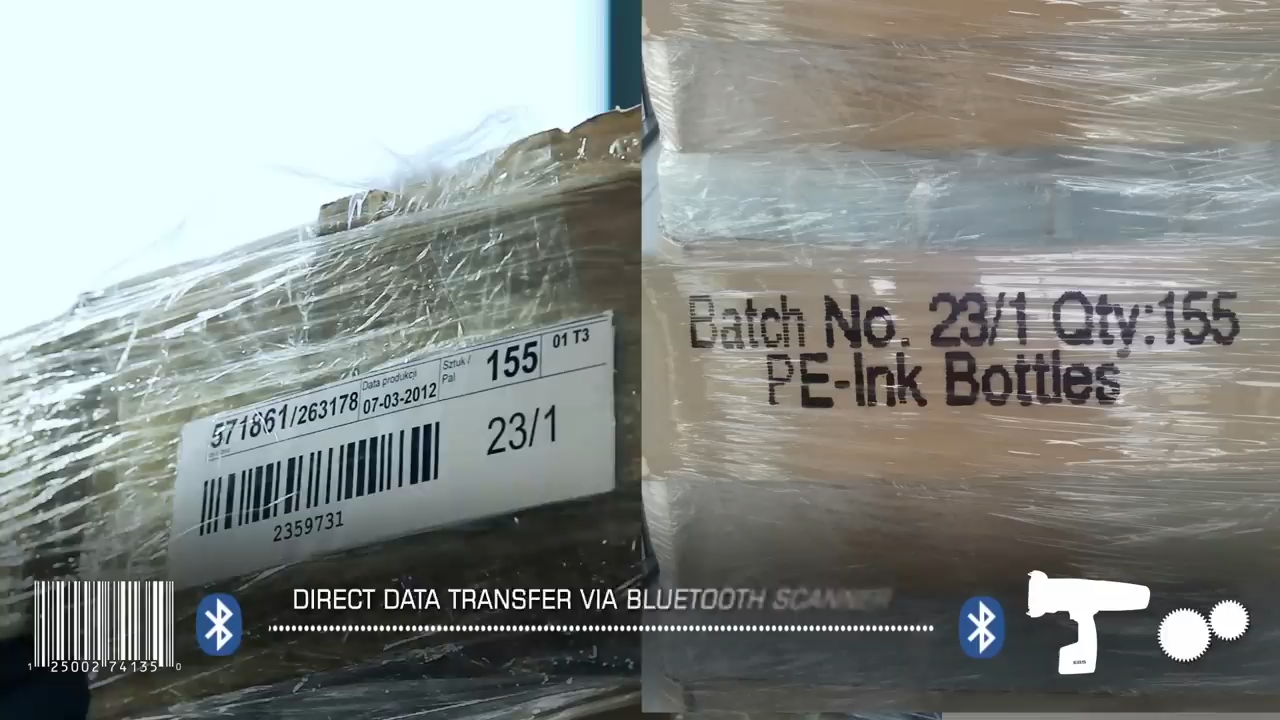 571861/263178
Data produkcji
07-03-2012
Sztuk /
Pal
155
01 T3
23/1
2359731
Batch No. 23/1 Qty:155
PE-Ink Bottles
DIRECT DATA TRANSFER VIA BLUETOOTH SCANNER
1 25002 74135 0
EBS